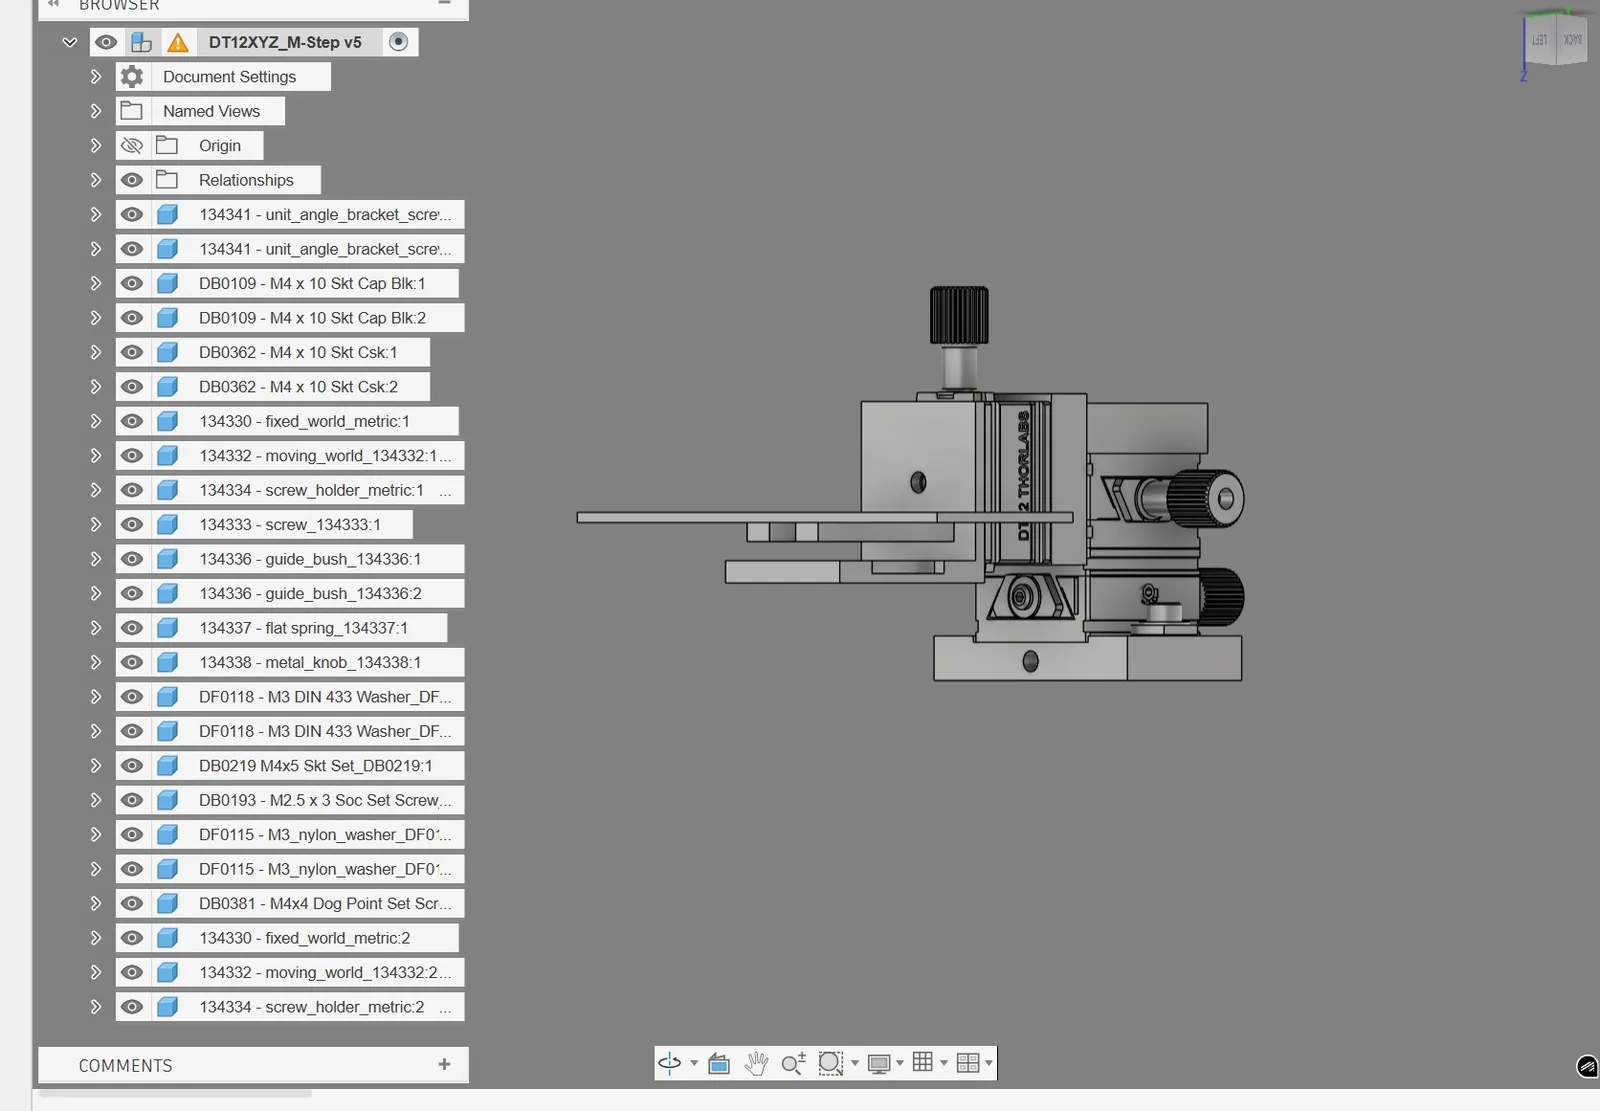 BROWSER
DT12XYZ_M-Step v5
Document Settings
Named Views
Origin
Relationships
134341 - unit_angle_bracket_scre...
134341 - unit_angle_bracket_scre...
DB0109 - M4 x 10 Skt Cap Blk:1
DB0109 - M4 x 10 Skt Cap Blk:2
DB0362 - M4 x 10 Skt Csk:1
DB0362 - M4 x 10 Skt Csk:2
134330 - fixed_world_metric:1
134332 - moving_world_134332:1...
134334 - screw_holder_metric:1 ...
134333 - screw_134333:1
134336 - guide_bush_134336:1
134336 - guide_bush_134336:2
134337 - flat spring_134337:1
134338 - metal_knob_134338:1
DF0118 - M3 DIN 433 Washer_DF...
DF0118 - M3 DIN 433 Washer_DF...
DB0219 M4x5 Skt Set_DB0219:1
DB0193 - M2.5 x 3 Soc Set Screw...
DF0115 - M3_nylon_washer_DF01...
DF0115 - M3_nylon_washer_DF01...
DB0381 - M4x4 Dog Point Set Scr...
134330 - fixed_world_metric:2
134332 - moving_world_134332:2...
134334 - screw_holder_metric:2 ...
COMMENTS
THORLABS
LEFT
BACK
Z